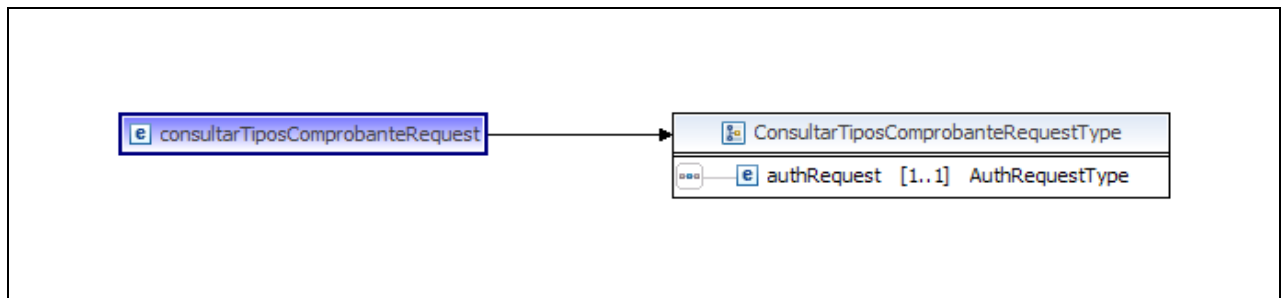 e consultarTiposComprobanteRequest
ConsultarTiposComprobanteRequestType
e authRequest [1..1] AuthRequestType